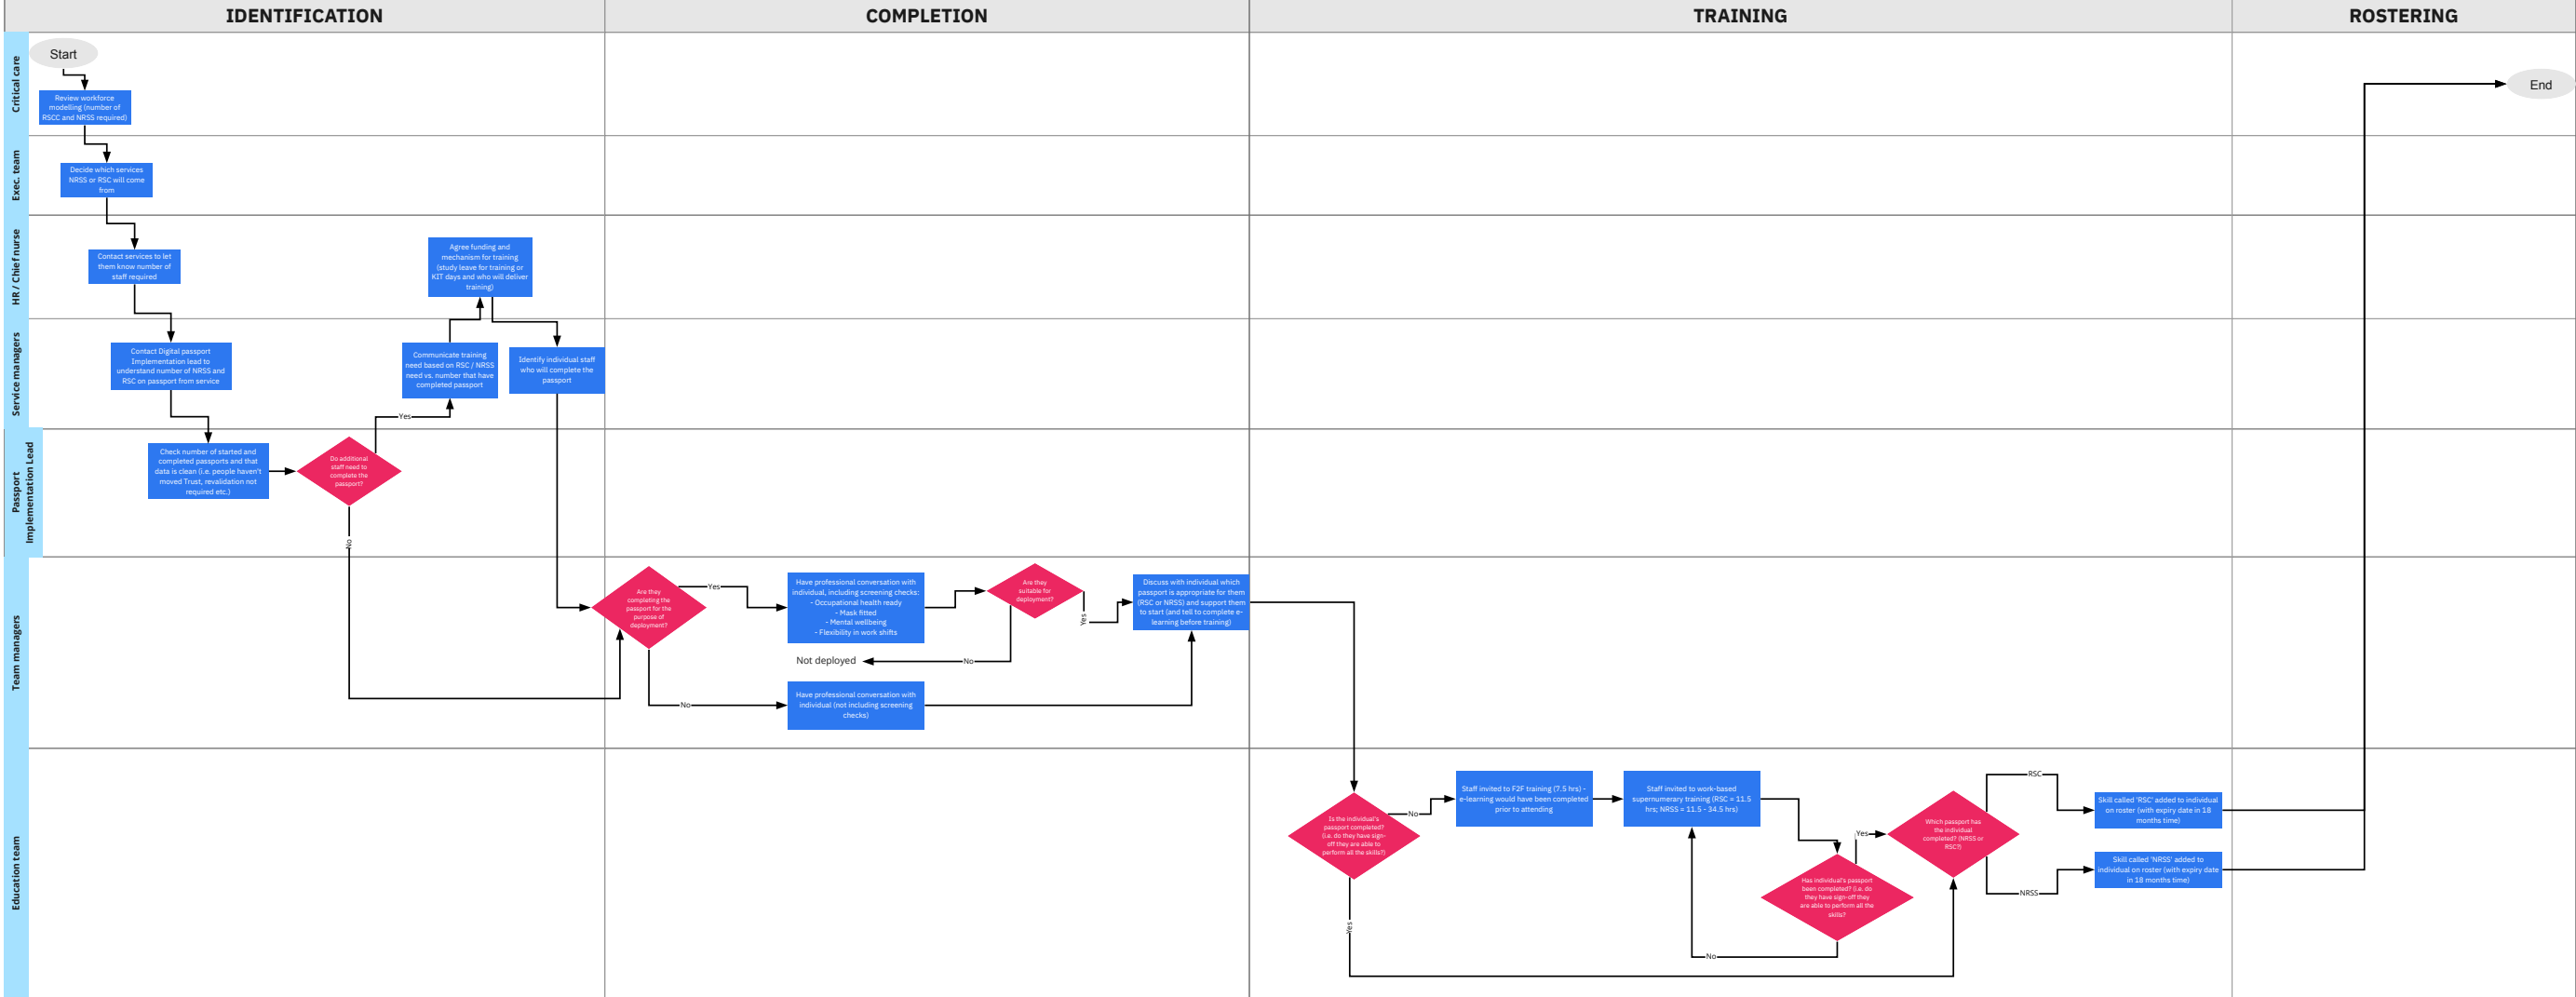 IDENTIFICATION
COMPLETION
TRAINING
ROSTERING
Critical care
Start
Review workforce
modelling (number of
RSCC and NRSS required)
End
Exec. team
Decide which services
NRSS or RSC will come
from
HR / Chief nurse
Contact services to let
them know number of
staff required
Agree funding and
mechanism for training
(study leave for training or
KIT days and who will deliver
training)
Service managers
Contact Digital passport
Implementation lead to
understand number of NRSS and
RSC on passport from service
Communicate training
need based on RSC / NRSS
need vs. number that have
completed passport
Identify individual staff
who will complete the
passport
Yes
Passport
Implementation Lead
Check number of started and
completed passports and that
data is clean (i.e. people haven't
moved Trust, revalidation not
required etc.)
Do additional
staff need to
complete the
passport?
No
Team managers
Are they
completing the
passport for the
purpose of
deployment?
Yes
Have professional conversation with
individual, including screening checks:
- Occupational health ready
- Mask fitted
- Mental wellbeing
- Flexibility in work shifts
Are they
suitable for
deployment?
Yes
Discuss with individual which
passport is appropriate for them
(RSC or NRSS) and support them
to start (and tell to complete e-
learning before training)
Not deployed
No
No
Have professional conversation with
individual (not including screening
checks)
Education team
Is the individual's
passport completed?
(i.e. do they have sign-
off they are able to
perform all the skills?)
No
Staff invited to F2F training (7.5 hrs) -
e-learning would have been completed
prior to attending
Staff invited to work-based
supernumerary training (RSC = 11.5
hrs; NRSS = 11.5 - 34.5 hrs)
Has individual's passport
been completed? (i.e. do
they have sign-off they
are able to perform all the
skills?
Yes
No
Yes
Which passport has
the individual
completed? (NRSS or
RSC?)
RSC
Skill called 'RSC' added to individual
on roster (with expiry date in 18
months time)
NRSS
Skill called 'NRSS' added to
individual on roster (with expiry date
in 18 months time)